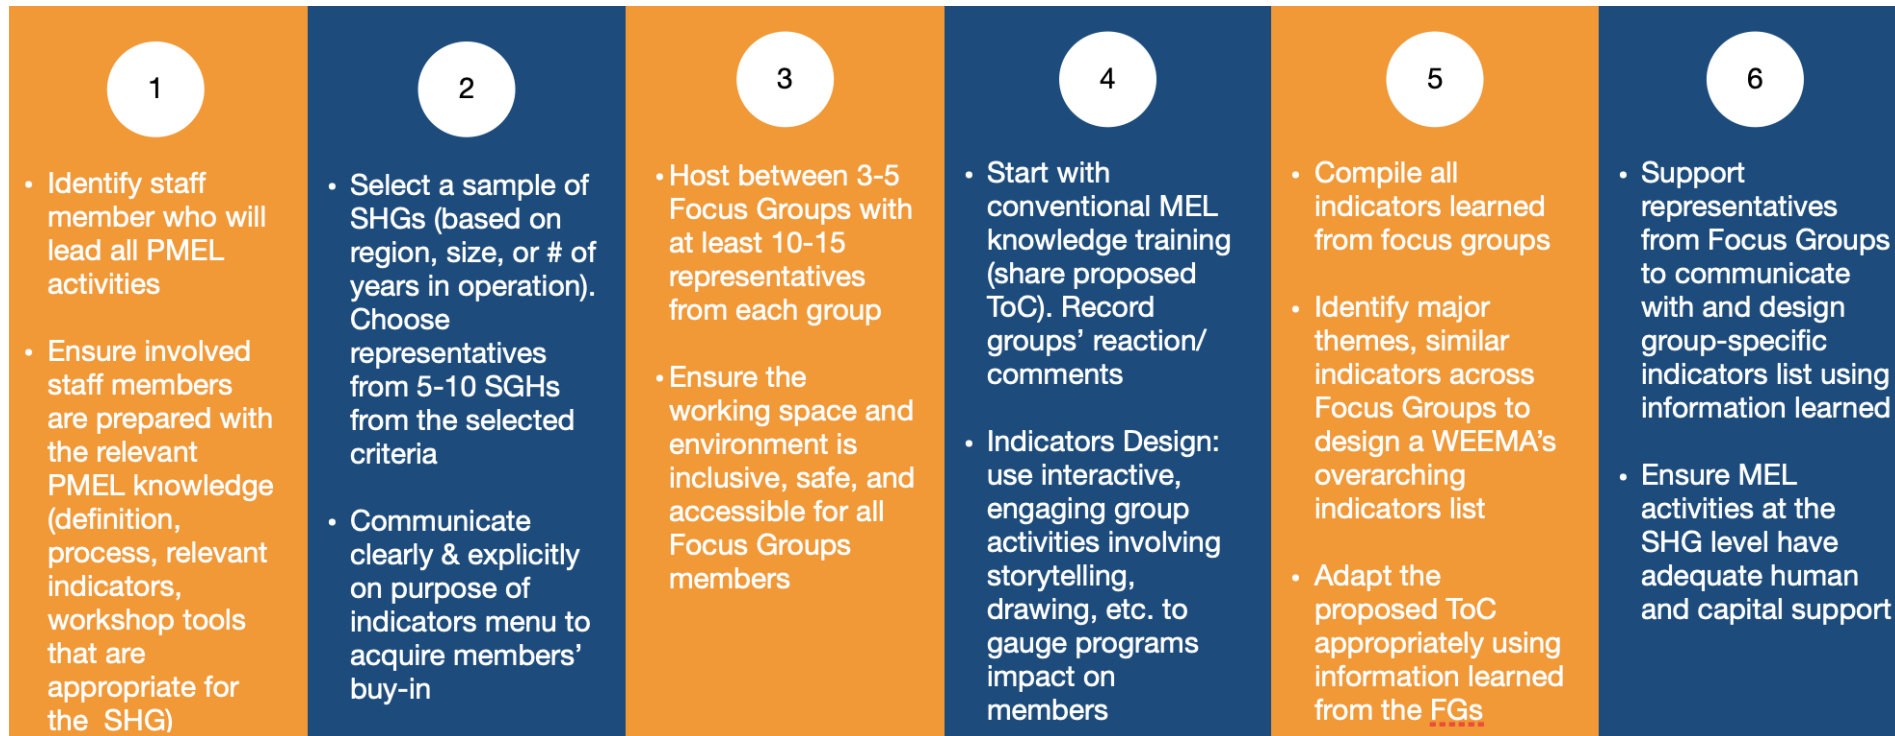 1
• Identify staff
member who will
lead all PMEL
activities
• Ensure involved
staff members
are prepared with
the relevant
PMEL knowledge
(definition,
process, relevant
indicators,
workshop tools
that are
appropriate for
the SHG)
2
• Select a sample of
SHGs (based on
region, size, or # of
years in operation).
Choose
representatives
from 5-10 SGHs
from the selected
criteria
• Communicate
clearly & explicitly
on purpose of
indicators menu to
acquire members’
buy-in
3
• Host between 3-5
Focus Groups with
at least 10-15
representatives
from each group
• Ensure the
working space and
environment is
inclusive, safe, and
accessible for all
Focus Groups
members
4
• Start with
conventional MEL
knowledge training
(share proposed
ToC). Record
groups’ reaction/
comments
• Indicators Design:
use interactive,
engaging group
activities involving
storytelling,
drawing, etc. to
gauge programs
impact on
members
5
• Compile all
indicators learned
from focus groups
• Identify major
themes, similar
indicators across
Focus Groups to
design a WEEMA’s
overarching
indicators list
• Adapt the
proposed ToC
appropriately using
information learned
from the FGs
6
• Support
representatives
from Focus Groups
to communicate
with and design
group-specific
indicators list using
information learned
• Ensure MEL
activities at the
SHG level have
adequate human
and capital support